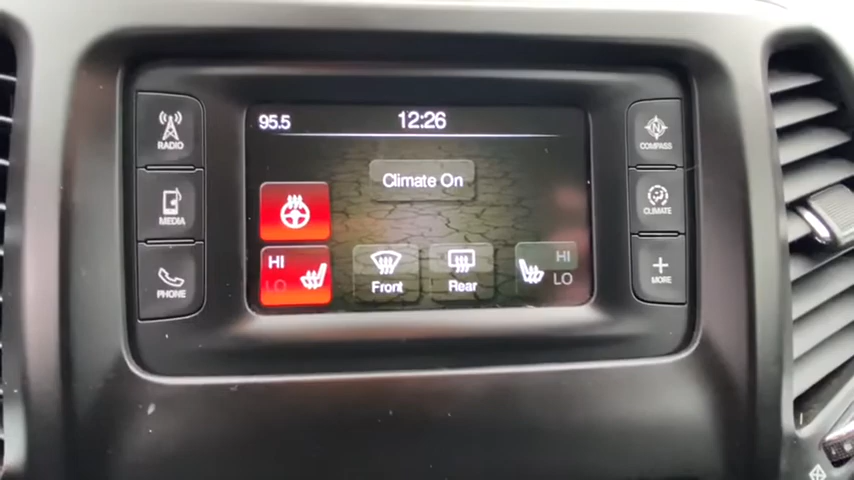 95.5
12:26
RADIO
COMPASS
Climate On
MEDIA
CLIMATE
HI
LO
HI
LO
Front
Rear
PHONE
MORE